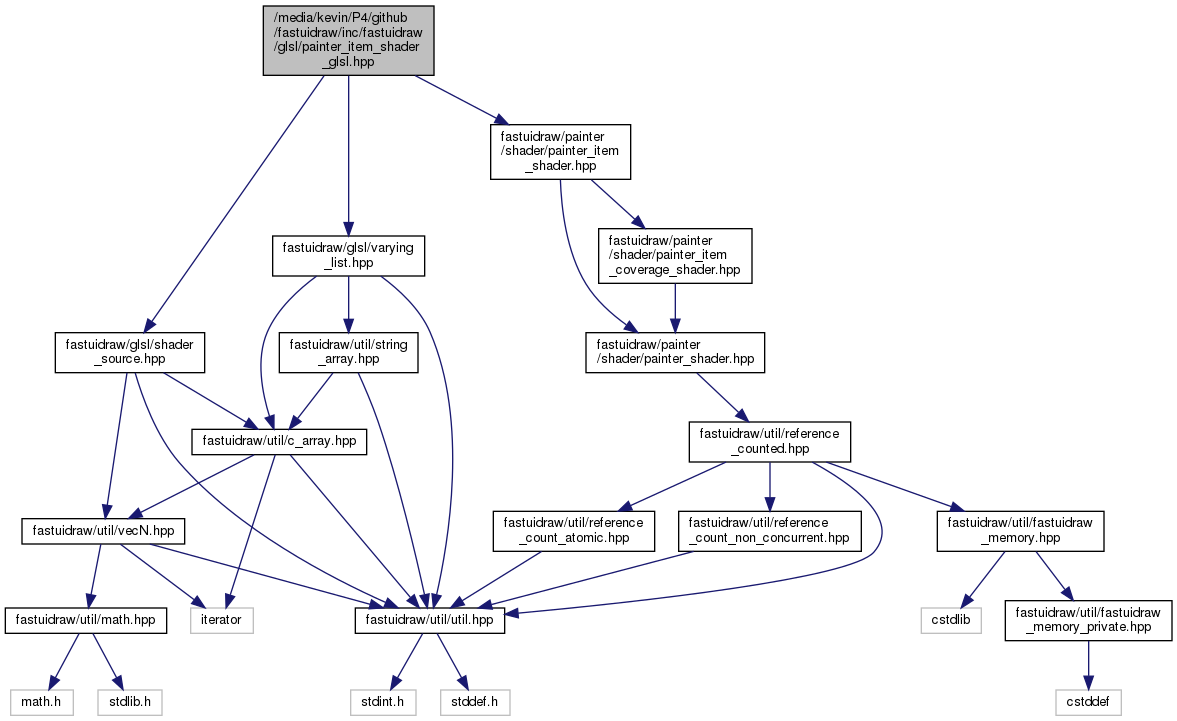 /media/kevin/P4/github
/fastuidraw/inc/fastuidraw
/glsl/painter_item_shader
_glsl.hpp
fastuidraw/painter
/shader/painter_item
_shader.hpp
fastuidraw/glsl/varying
_list.hpp
fastuidraw/painter
/shader/painter_item
_coverage_shader.hpp
fastuidraw/glsl/shader
_source.hpp
fastuidraw/util/string
_array.hpp
fastuidraw/painter
/shader/painter_shader.hpp
fastuidraw/util/c_array.hpp
fastuidraw/util/reference
_counted.hpp
fastuidraw/util/vecN.hpp
fastuidraw/util/reference
_count_atomic.hpp
fastuidraw/util/reference
_count_non_concurrent.hpp
fastuidraw/util/fastuidraw
_memory.hpp
fastuidraw/util/math.hpp
iterator
fastuidraw/util/util.hpp
cstdlib
fastuidraw/util/fastuidraw
_memory_private.hpp
math.h
stdlib.h
stdint.h
stddef.h
cstddef